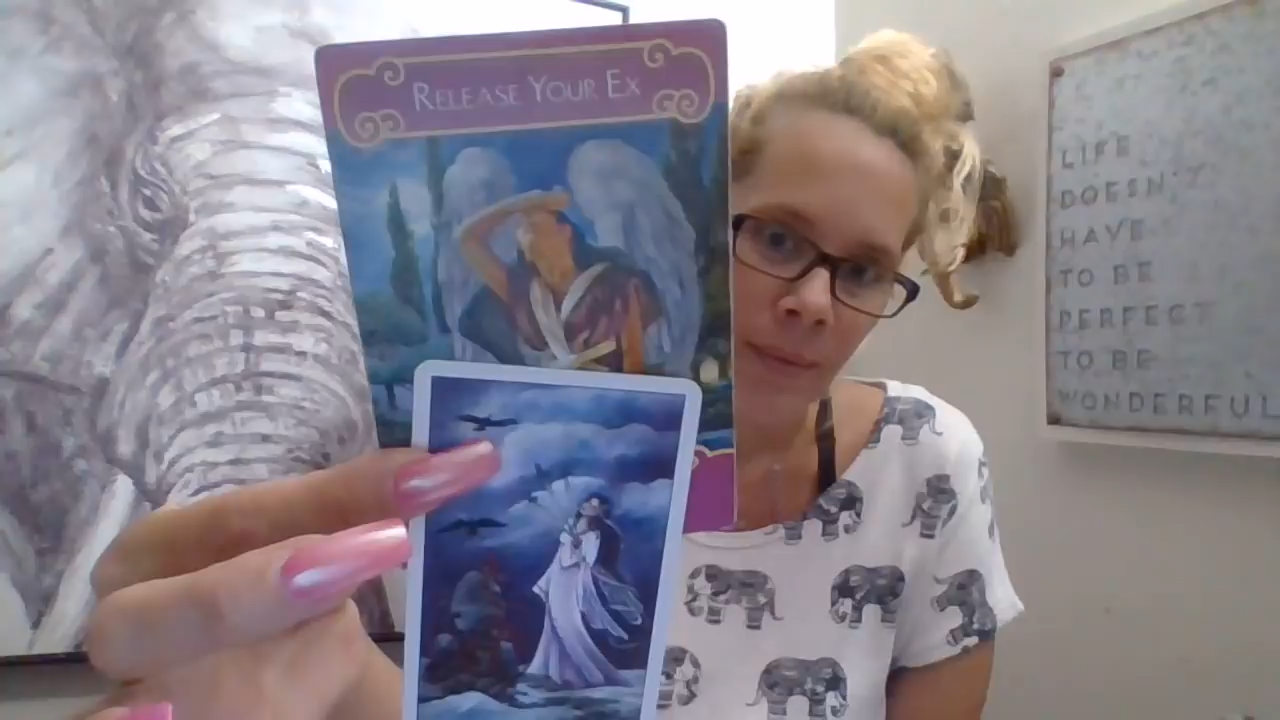 RELEASE YOUR EX
LIFE
DOESN'T
HAVE
TO BE
PERFECT
TO BE
WONDERFUL